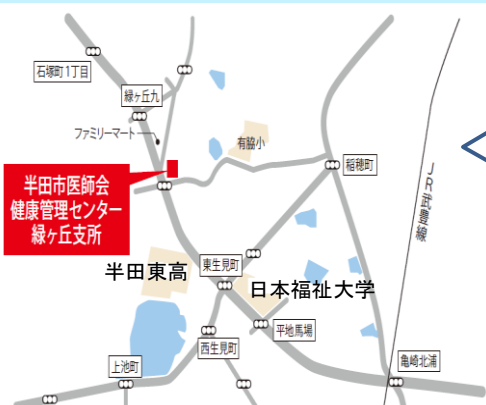 石塚町1丁目
緑ヶ丘九
ファミリーマート
有脇小
稲穂町
JR武豊線
半田市医師会
健康管理センター
緑ヶ丘支所
半田東高
東生見町
日本福祉大学
平地馬場
西生見町
上池町
亀崎北浦